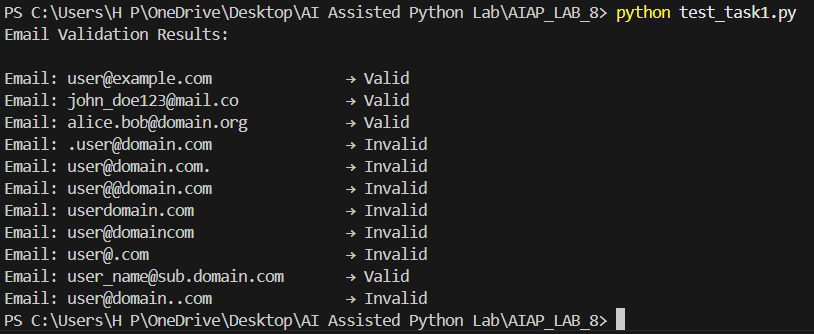 PS C:\Users\H P\OneDrive\Desktop\AI Assisted Python Lab\AIAP_LAB_8> python test_task1.py
Email Validation Results:
Email: user@example.com → Valid
Email: john_doe123@mail.co → Valid
Email: alice.bob@domain.org → Valid
Email: .user@domain.com → Invalid
Email: user@domain.com. → Invalid
Email: user@@domain.com → Invalid
Email: userdomain.com → Invalid
Email: user@domaincom → Invalid
Email: user@.com → Invalid
Email: user_name@sub.domain.com → Valid
Email: user@domain..com → Invalid
PS C:\Users\H P\OneDrive\Desktop\AI Assisted Python Lab\AIAP_LAB_8>